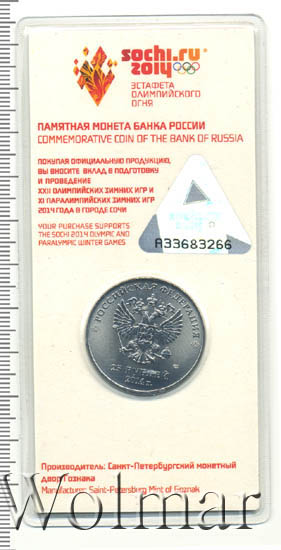 sochi.ru
2014
ЭСТАФЕТА
ОЛИМПИЙСКОГО
ОГНЯ
ПАМЯТНАЯ МОНЕТА БАНКА РОССИИ
COMMEMORATIVE COIN OF THE BANK OF RUSSIA
ПОКУПАЯ ОФИЦИАЛЬНУЮ ПРОДУКЦИЮ,
ВЫ ВНОСИТЕ ВКЛАД В ПОДГОТОВКУ
И ПРОВЕДЕНИЕ
XXII ОЛИМПИЙСКИХ ЗИМНИХ ИГР И
XI ПАРАЛИМПИЙСКИХ ЗИМНИХ ИГР
2014 ГОДА В ГОРОДЕ СОЧИ
YOUR PURCHASE SUPPORTS
THE SOCHI 2014 OLYMPIC AND
PARALYMPIC WINTER GAMES
A33683266
РОССИЙСКАЯ ФЕДЕРАЦИЯ
25 РУБЛЕЙ
Производитель: Санкт-Петербургский монетный
двор Гознака
Manufacturer: Saint-Petersburg Mint of Goznak
Wolmar